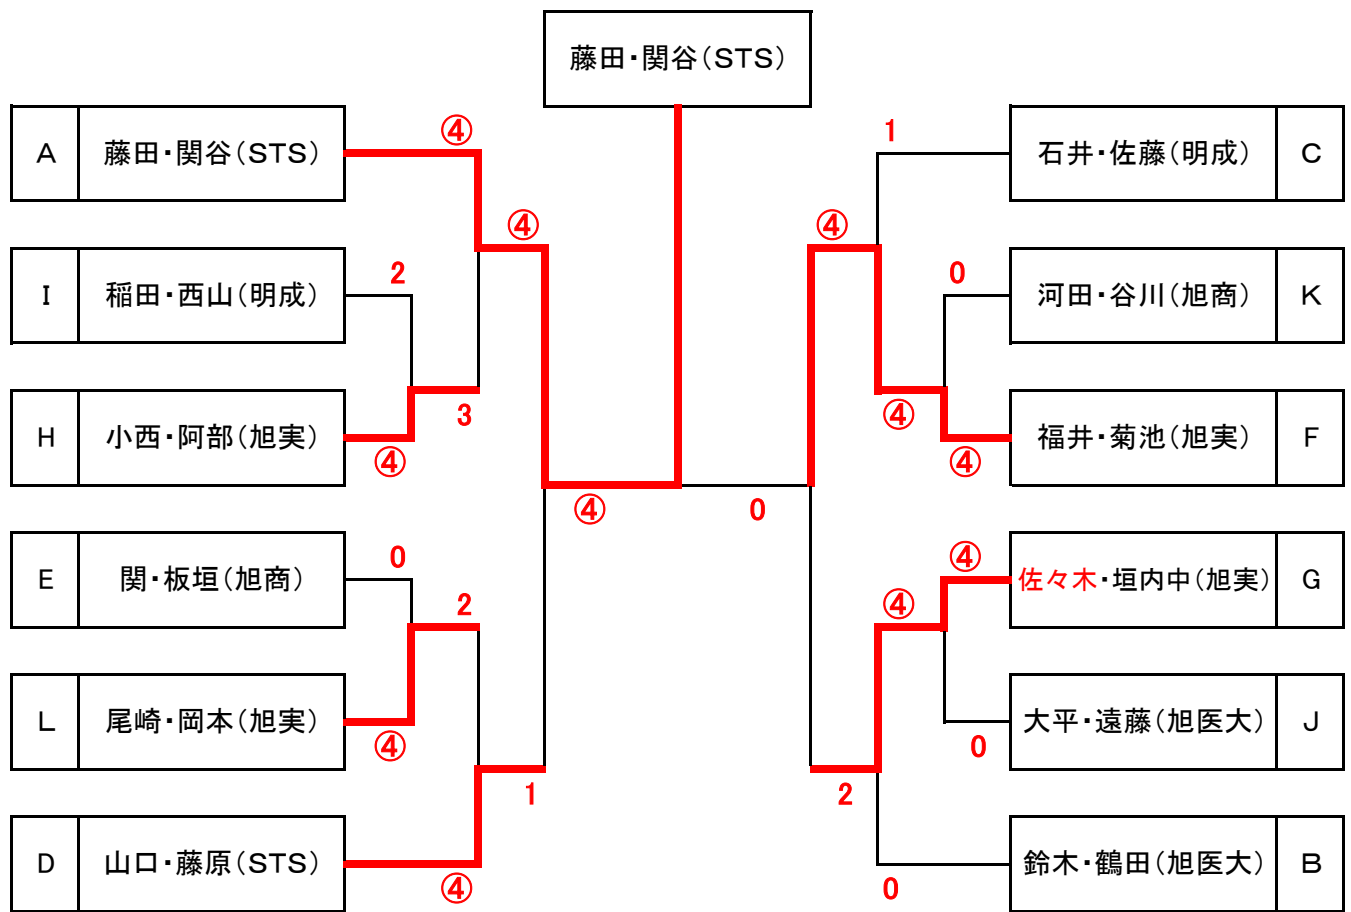 藤田・関谷(STS)
④
1
A 藤田・関谷(STS)
石井・佐藤(明成) C
④
④
2
0
I 稲田・西山(明成)
河田・谷川(旭商) K
3
④
H 小西・阿部(旭実)
福井・菊池(旭実) F
④
④
④
0
0
④
E 関・板垣(旭商)
佐々木・垣内中(旭実) G
2
④
L 尾崎・岡本(旭実)
大平・遠藤(旭医大) J
④
0
1
2
D 山口・藤原(STS)
鈴木・鶴田(旭医大) B
④
0